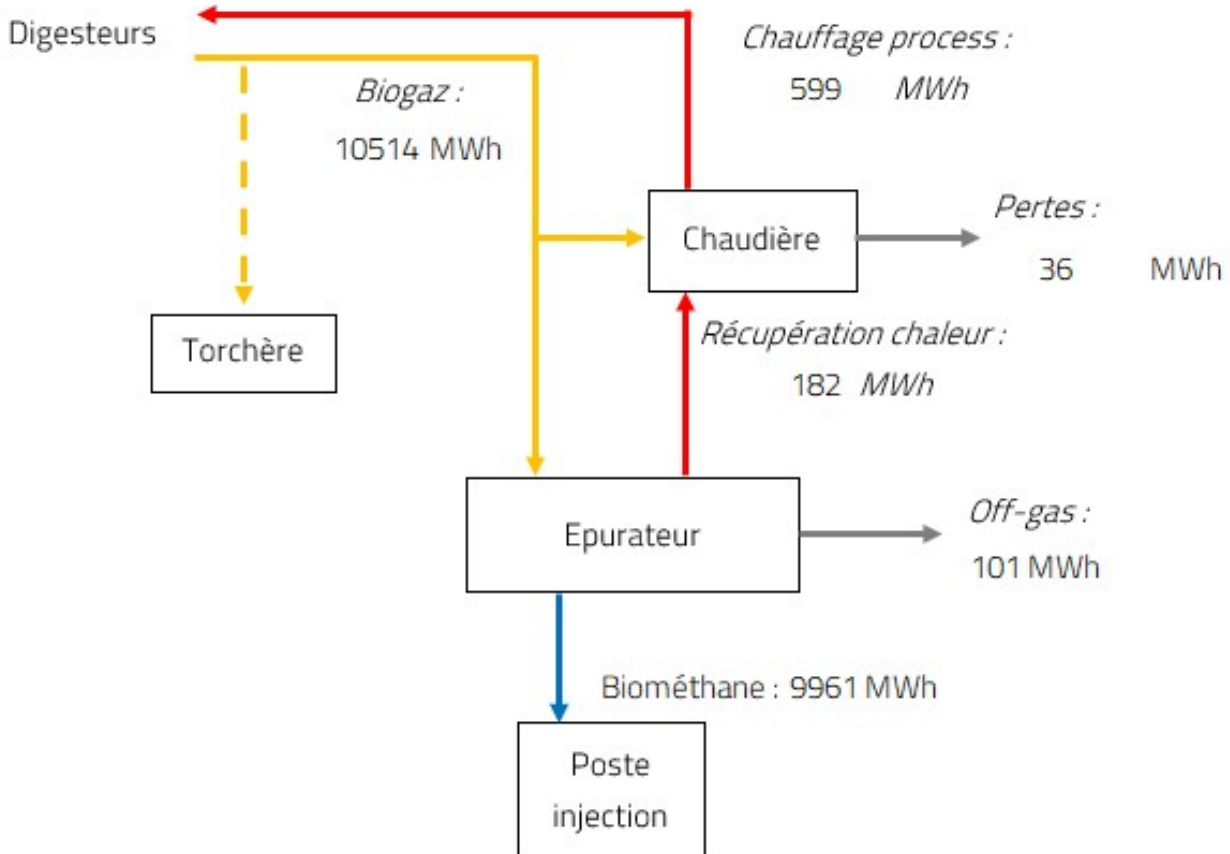 Digesteurs
Chauffage process :
599 MWh
Biogaz :
10514 MWh
Chaudière
Pertes :
36 MWh
Torchère
Récupération chaleur :
182 MWh
Epurateur
Off-gas :
101 MWh
Biométhane : 9961 MWh
Poste
injection